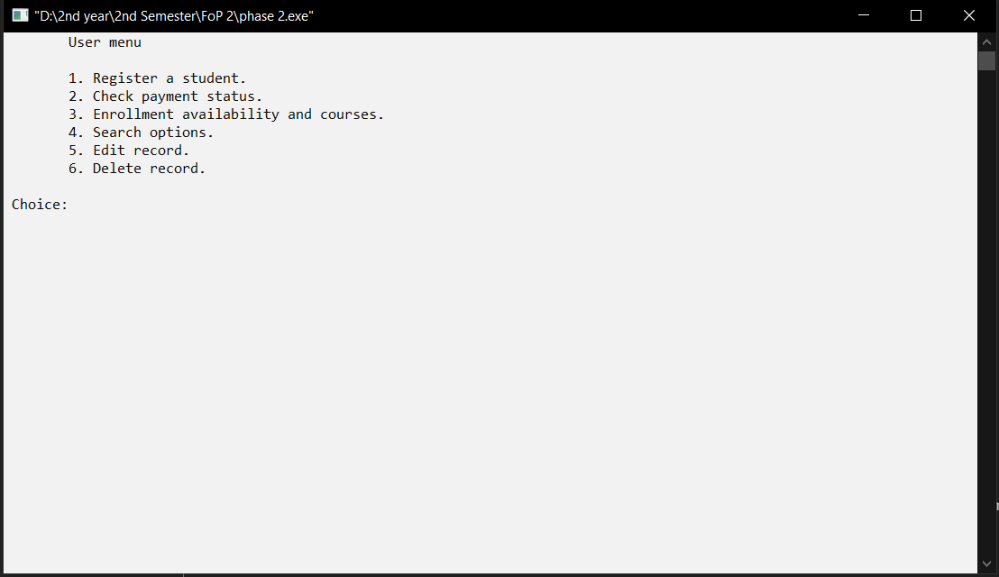 "D:\2nd year\2nd Semester\FoP 2\phase 2.exe"
User menu
1. Register a student.
2. Check payment status.
3. Enrollment availability and courses.
4. Search options.
5. Edit record.
6. Delete record.
Choice: